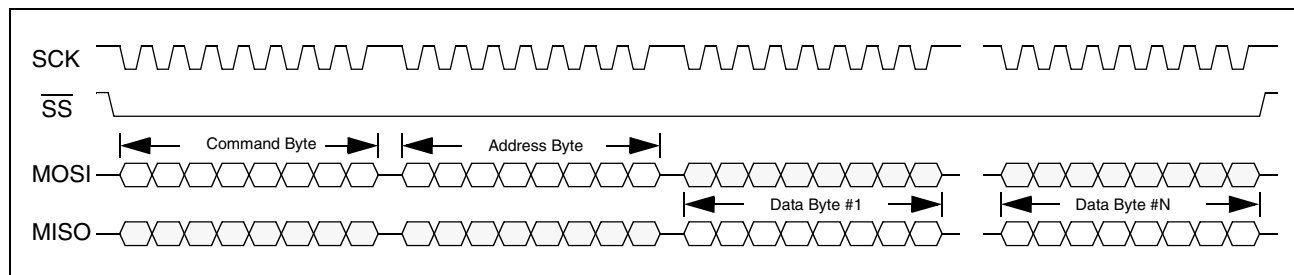 SCK
SS
Command Byte Address Byte
MOSI
Data Byte #1 Data Byte #N
MISO